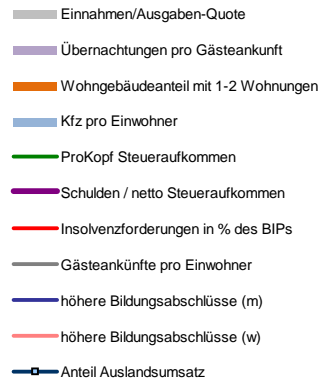 Einnahmen/Ausgaben-Quote
Übernachtungen pro Gästeankunft
Wohngebäudeanteil mit 1-2 Wohnungen
Kfz pro Einwohner
ProKopf Steueraufkommen
Schulden / netto Steueraufkommen
Insolvenzforderungen in % des BIPs
Gästeankünfte pro Einwohner
höhere Bildungsabschlüsse (m)
höhere Bildungsabschlüsse (w)
Anteil Auslandsumsatz